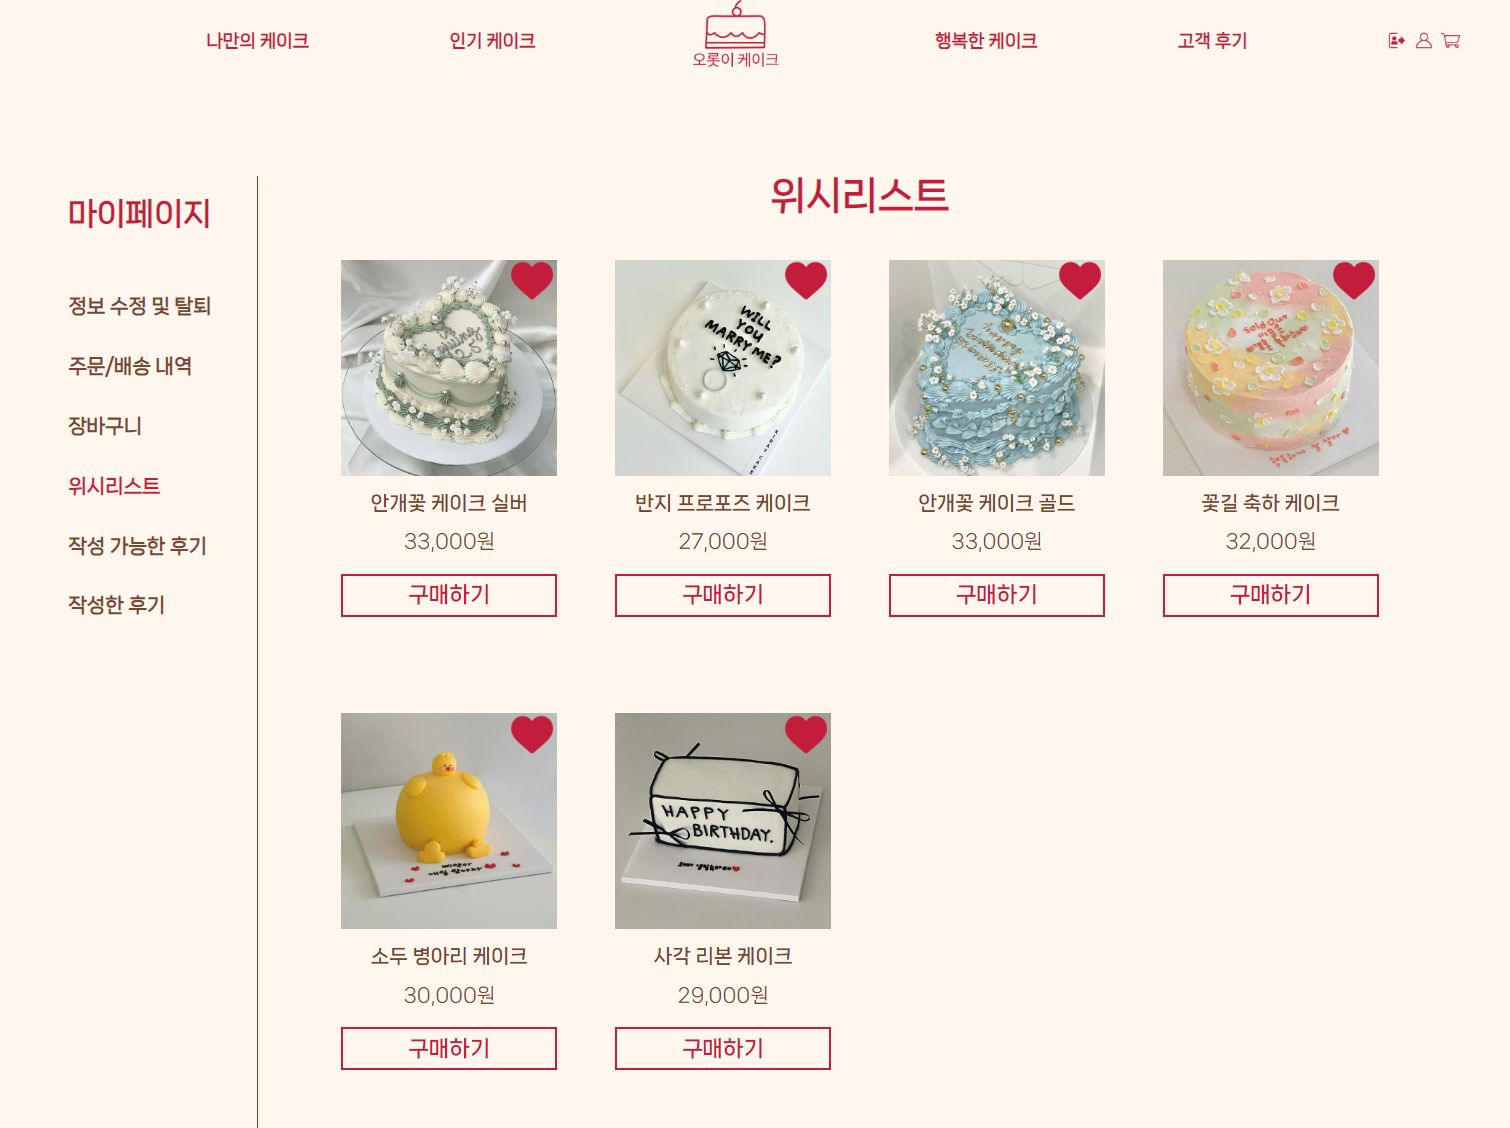 나만의 케이크
인기 케이크
오롯이 케이크
행복한 케이크
고객 후기
마이페이지
정보 수정 및 탈퇴
주문/배송 내역
장바구니
위시리스트
작성 가능한 후기
작성한 후기
위시리스트
WILL
YOU
MARRY ME?
안개꽃 케이크 실버
반지 프로포즈 케이크
안개꽃 케이크 골드
꽃길 축하 케이크
33,000원
27,000원
33,000원
32,000원
구매하기
구매하기
구매하기
구매하기
HAPPY
BIRTHDAY.
소두 병아리 케이크
사각 리본 케이크
30,000원
29,000원
구매하기
구매하기